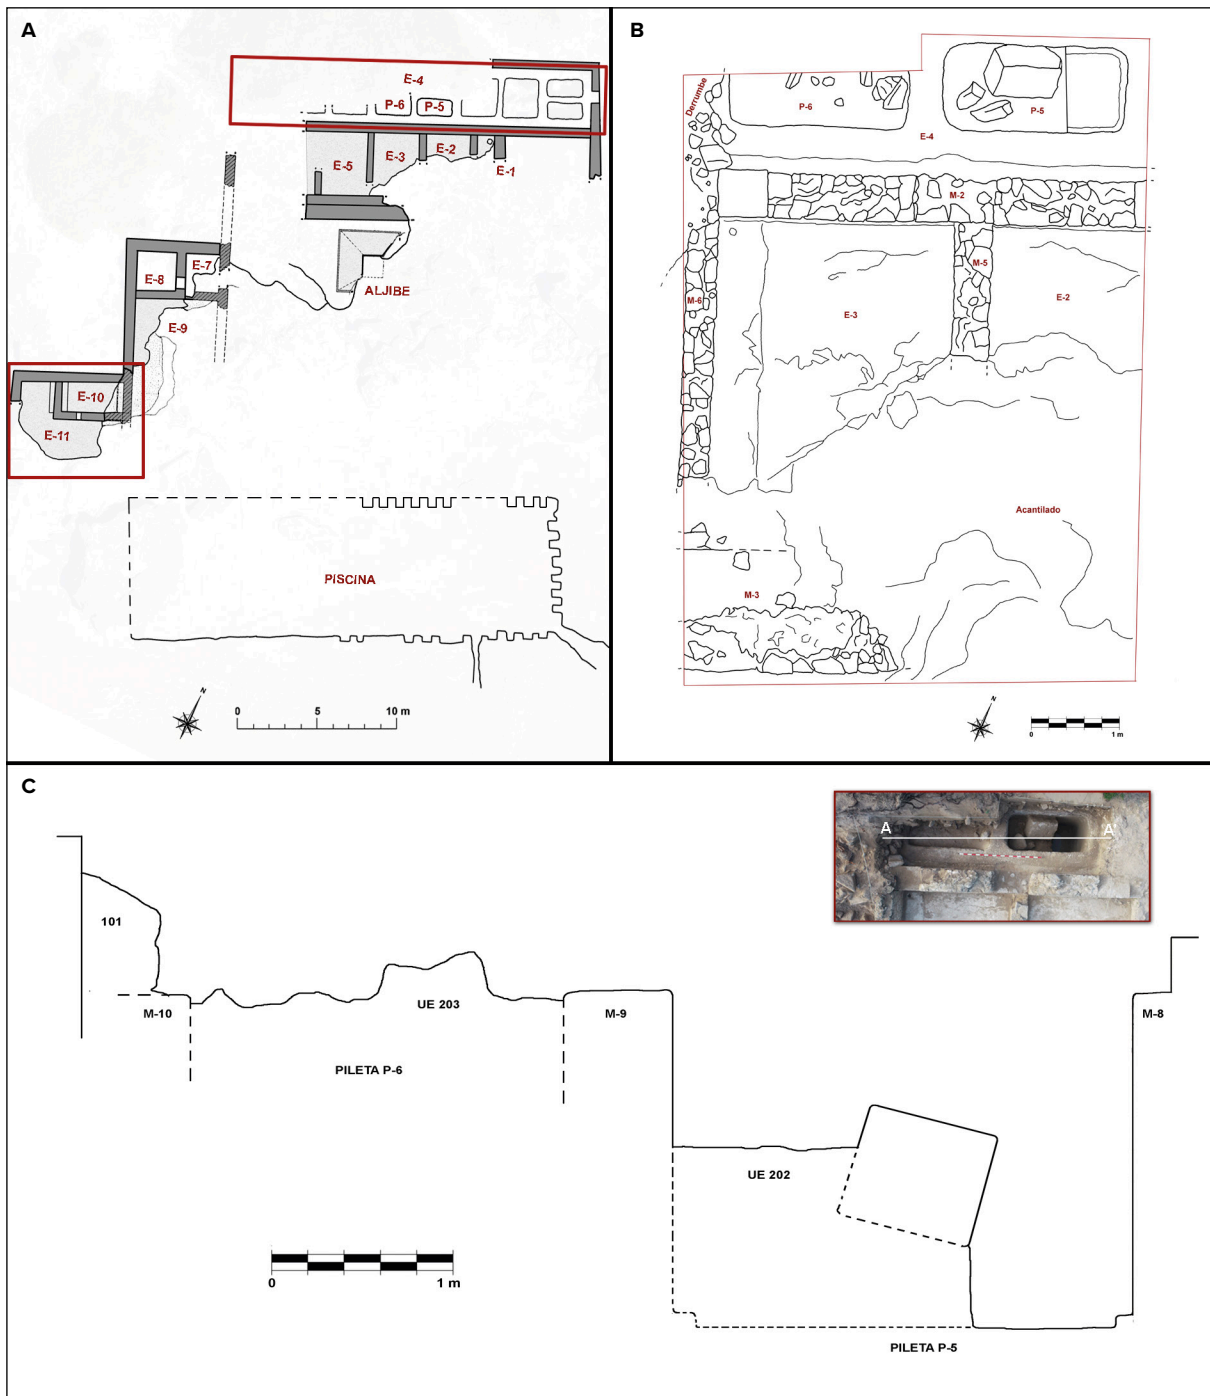 A
E-4
P-6
P-5
E-5
E-3
E-2
E-1
E-8
E-7
ALJIBE
E-9
E-10
E-11
PISCINA
N
0 5 10 m
B
Derrumbe
P-6
P-5
E-4
M-2
M-5
M-6
E-3
E-2
Acantilado
M-3
N
0 1 m
C
A A'
101
M-10
UE 203
M-9
M-8
PILETA P-6
UE 202
0 1 m
PILETA P-5